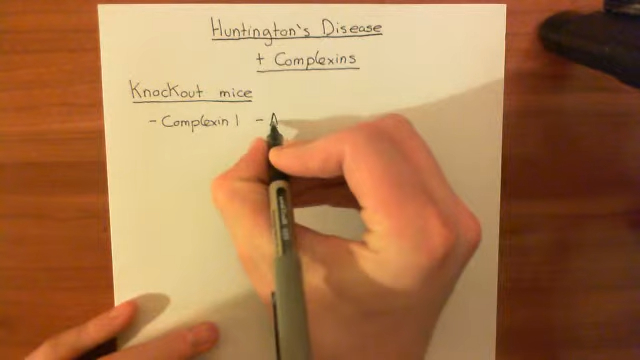 Huntington's Disease
+ Complexins
Knockout mice
- Complexin 1 - A